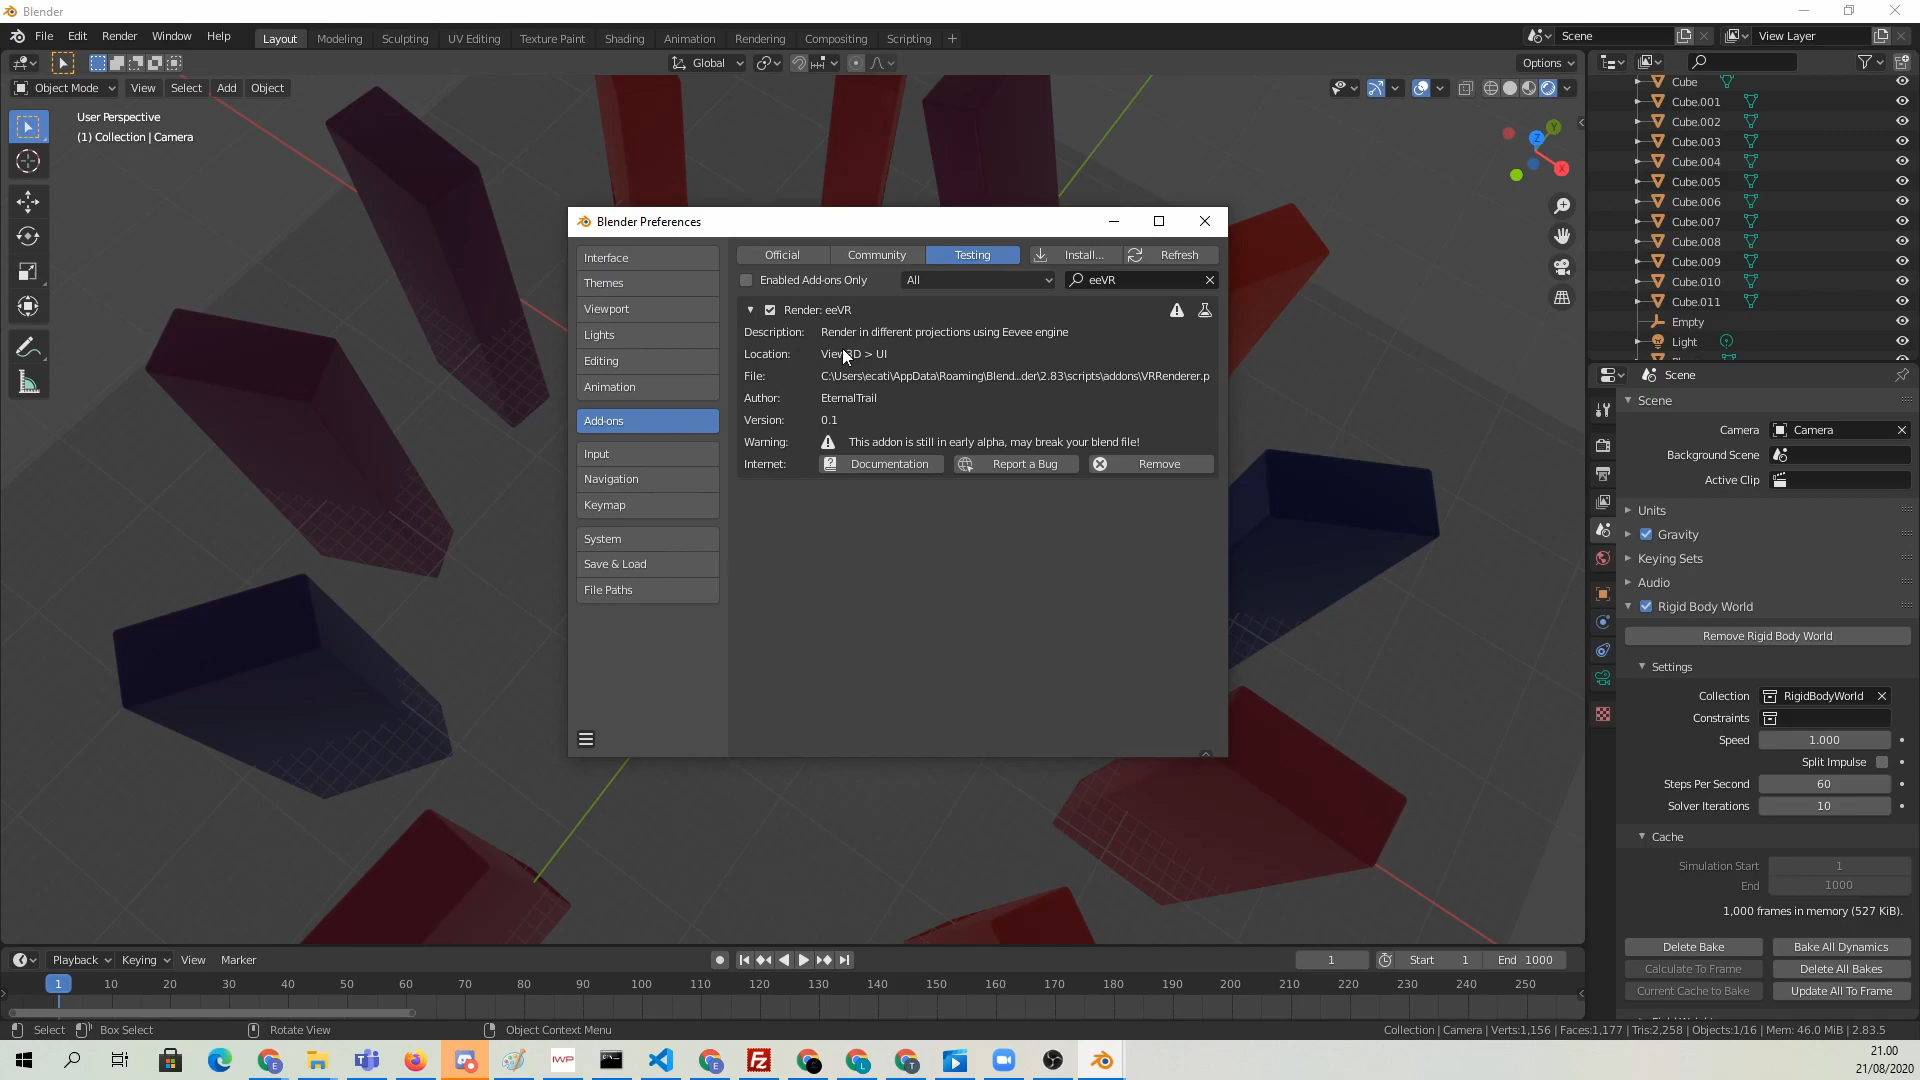 Blender
File Edit Render Window Help Layout Modeling Sculpting UV Editing Texture Paint Shading Animation Rendering Compositing Scripting + Scene View Layer
Global Options
Object Mode View Select Add Object
User Perspective
(1) Collection | Camera
Cube
Cube.001
Cube.002
Cube.003
Cube.004
Cube.005
Cube.006
Cube.007
Cube.008
Cube.009
Cube.010
Cube.011
Empty
Light
Z
Y
X
Blender Preferences
Interface
Themes
Viewport
Lights
Editing
Animation
Add-ons
Input
Navigation
Keymap
System
Save & Load
File Paths
Official Community Testing Install... Refresh
Enabled Add-ons Only All eeVR
Render: eeVR
Description: Render in different projections using Eevee engine
Location: View3D > UI
File: C:\Users\ecati\AppData\Roaming\Blend...der\2.83\scripts\addons\VRRenderer.p
Author: EternalTrail
Version: 0.1
Warning: This addon is still in early alpha, may break your blend file!
Internet: Documentation Report a Bug Remove
Scene
Scene
Camera Camera
Background Scene
Active Clip
Units
Gravity
Keying Sets
Audio
Rigid Body World
Remove Rigid Body World
Settings
Collection RigidBodyWorld
Constraints
Speed 1.000
Split Impulse
Steps Per Second 60
Solver Iterations 10
Cache
Simulation Start 1
End 1000
1,000 frames in memory (527 KiB).
Delete Bake Bake All Dynamics
Calculate To Frame Delete All Bakes
Current Cache to Bake Update All To Frame
Playback Keying View Marker 1 Start 1 End 1000
1 10 20 30 40 50 60 70 80 90 100 110 120 130 140 150 160 170 180 190 200 210 220 230 240 250
Select Box Select Rotate View Object Context Menu Collection | Camera | Verts:1,156 | Faces:1,177 | Tris:2,258 | Objects:1/16 | Mem: 46.0 MiB | 2.83.5
IWP
21.00
21/08/2020